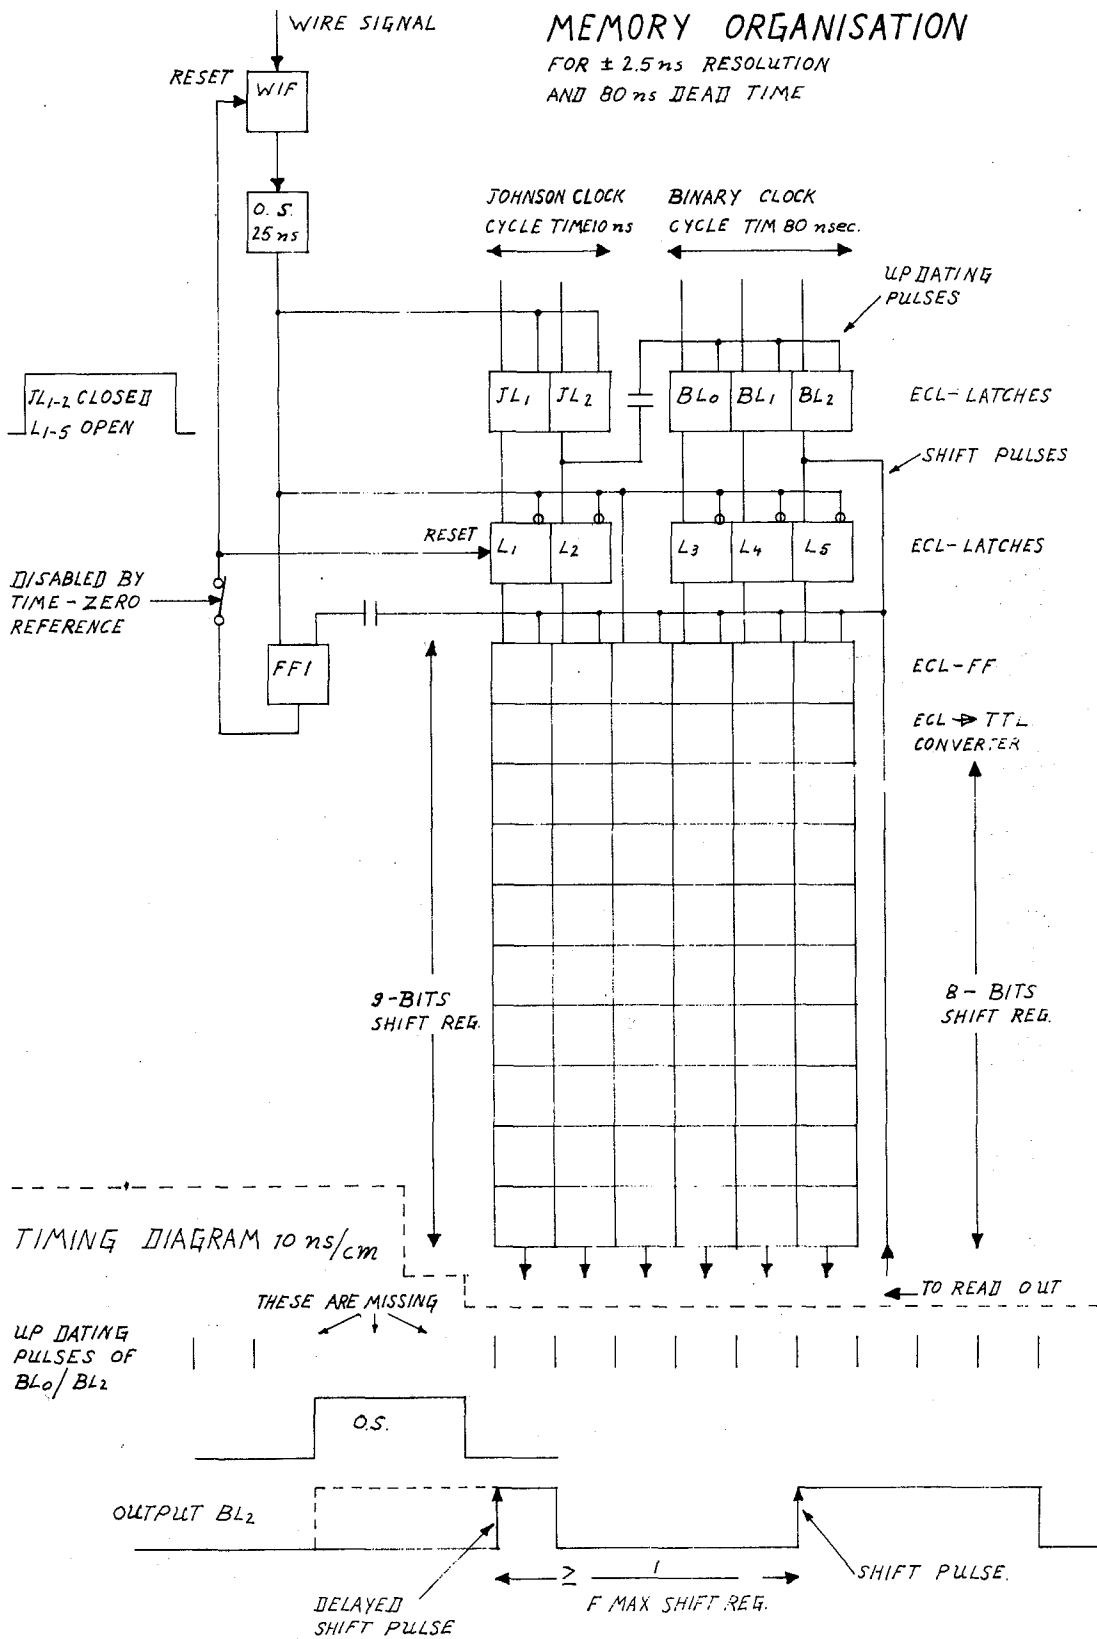 WIRE SIGNAL
MEMORY ORGANISATION
FOR ± 2.5 ns RESOLUTION
AND 80 ns DEAD TIME
RESET
WIF
O.S.
25 ns
JOHNSON CLOCK
CYCLE TIME 10 ns
BINARY CLOCK
CYCLE TIM 80 nsec.
UP DATING
PULSES
JL1-2 CLOSED
L1-5 OPEN
JL1
JL2
BL0
BL1
BL2
ECL-LATCHES
SHIFT PULSES
RESET
L1
L2
L3
L4
L5
ECL-LATCHES
DISABLED BY
TIME-ZERO
REFERENCE
FF1
ECL-FF
ECL → TTL
CONVERTER
9-BITS
SHIFT REG.
8-BITS
SHIFT REG.
TIMING DIAGRAM 10 ns/cm
TO READ OUT
THESE ARE MISSING
UP DATING
PULSES OF
BL0/BL2
O.S.
OUTPUT BL2
DELAYED
SHIFT PULSE
≥ 1
F MAX SHIFT REG.
SHIFT PULSE.